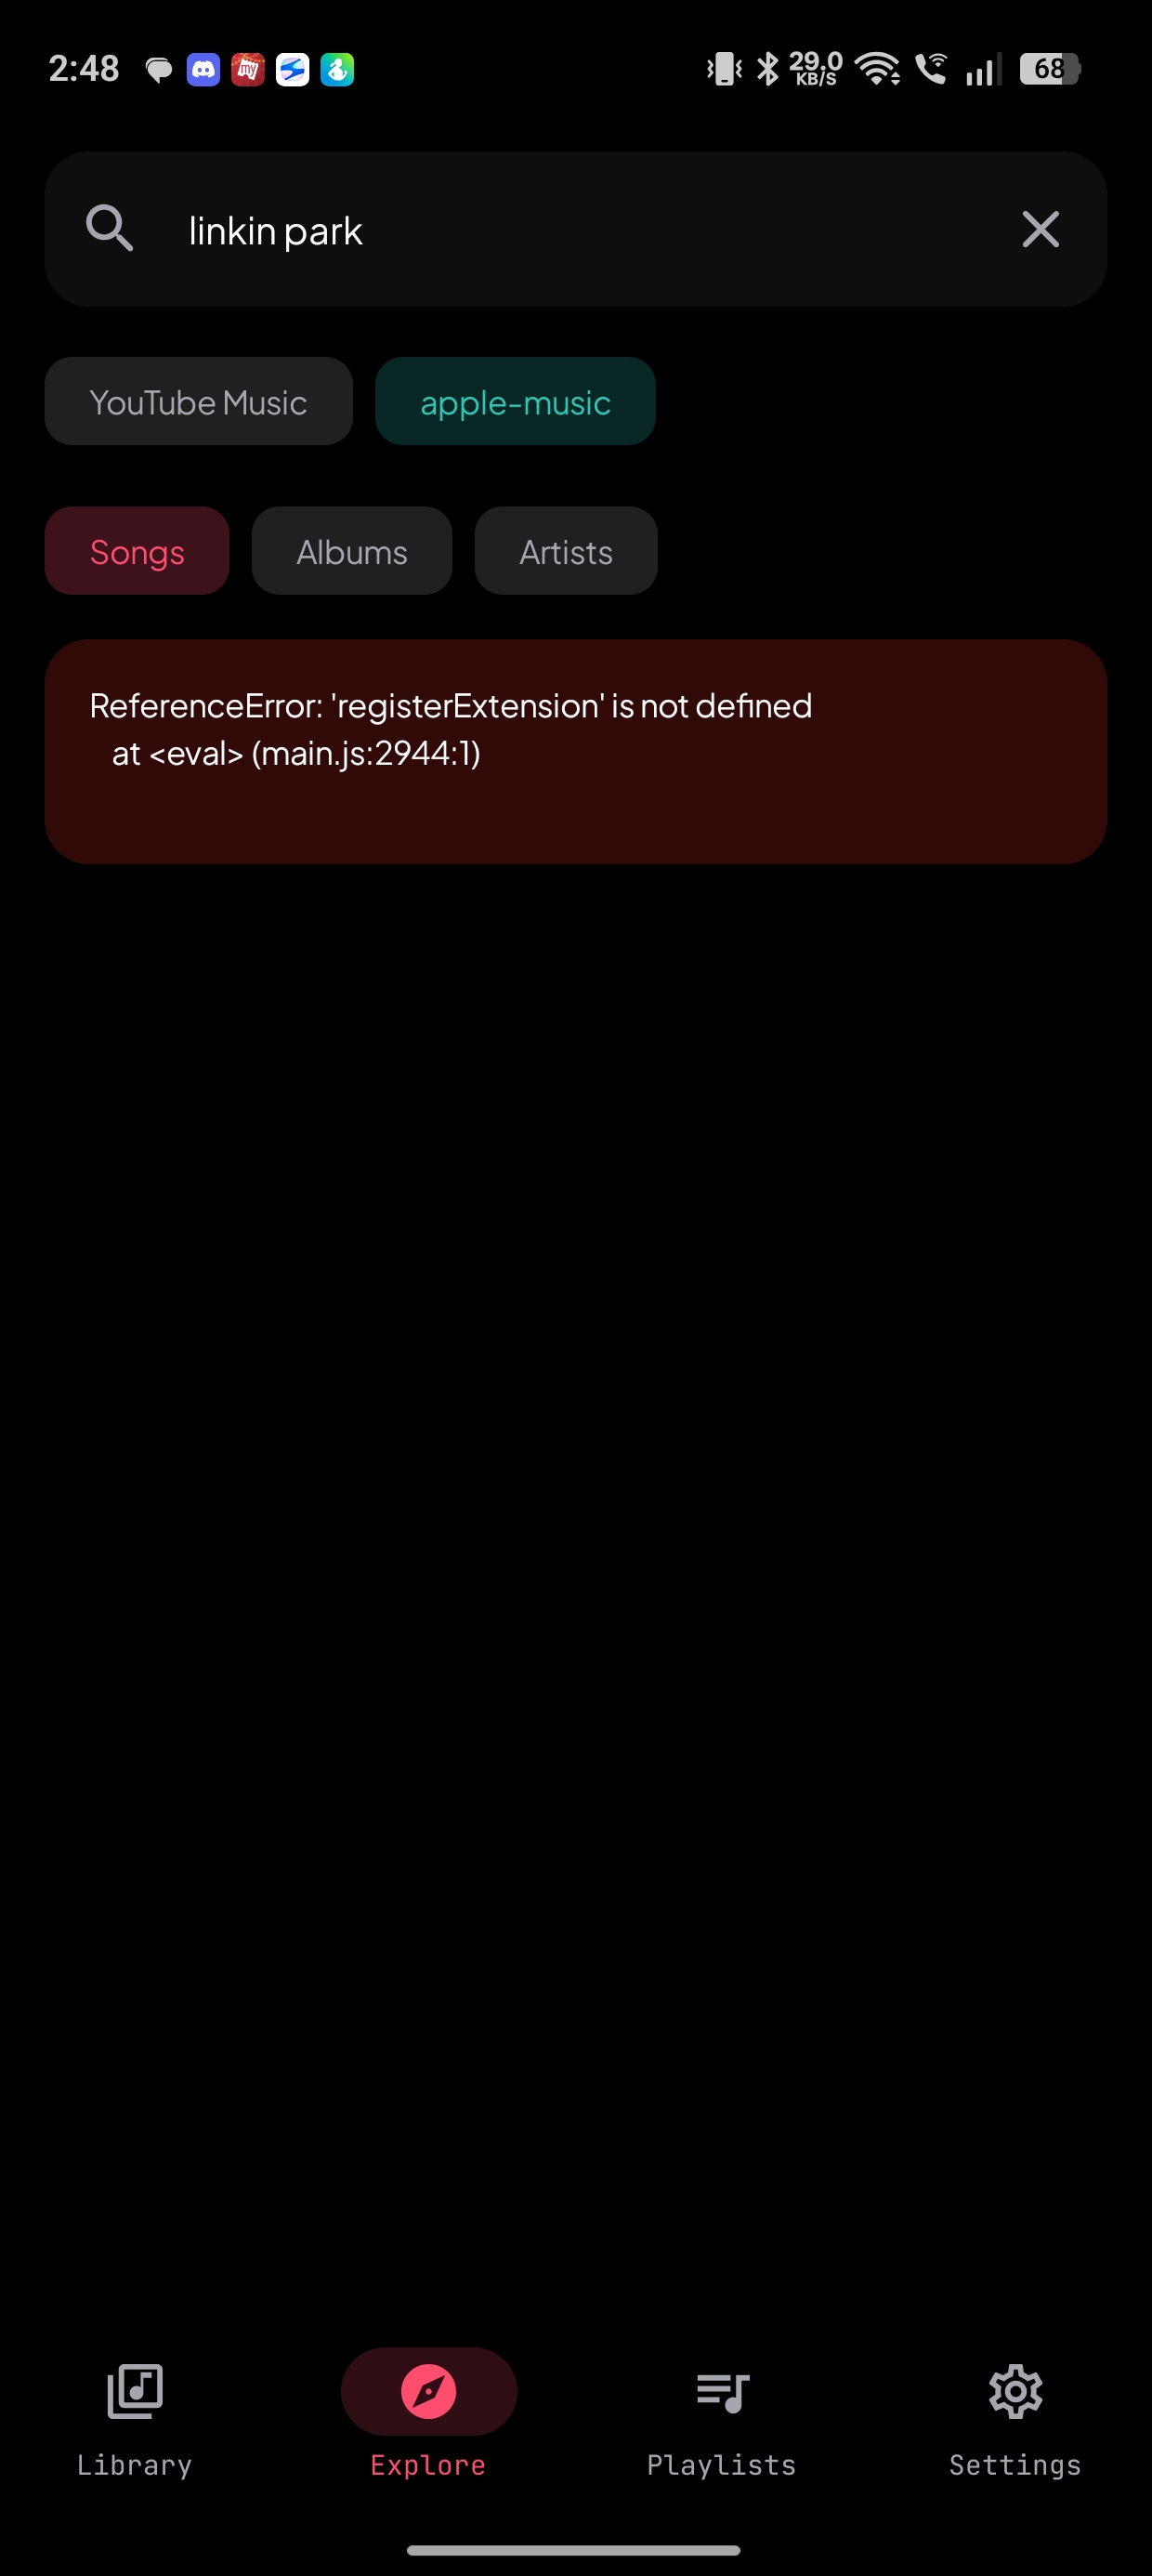 2:48
29.0
KB/S
68
linkin park
YouTube Music
apple-music
Songs
Albums
Artists
ReferenceError: 'registerExtension' is not defined
at <eval> (main.js:2944:1)
Library
Explore
Playlists
Settings